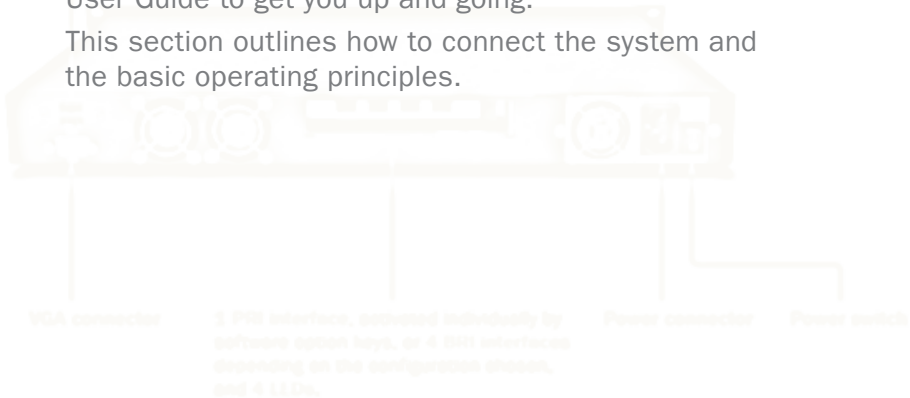 User Guide to get you up and going.
This section outlines how to connect the system and
the basic operating principles.
VGA connector
PRI interface, activated individually by
software option keys, or 4 BRI interfaces
depending on the configuration chosen,
and 4 LEDs.
Power connector
Power switch